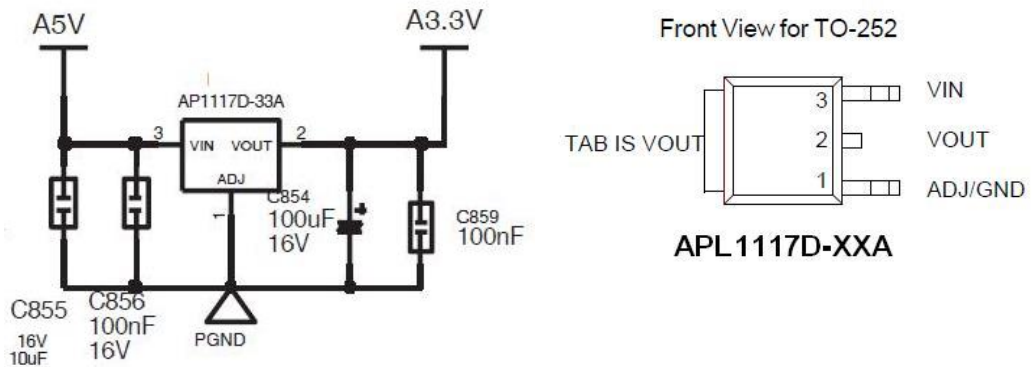 A5V
A3.3V
AP1117D-33A
3
VIN
VOUT
2
ADJ
1
C854
100uF
16V
C859
100nF
C855
16V
10uF
C856
100nF
16V
PGND
Front View for TO-252
TAB IS VOUT
3
VIN
2
VOUT
1
ADJ/GND
APL1117D-XXA